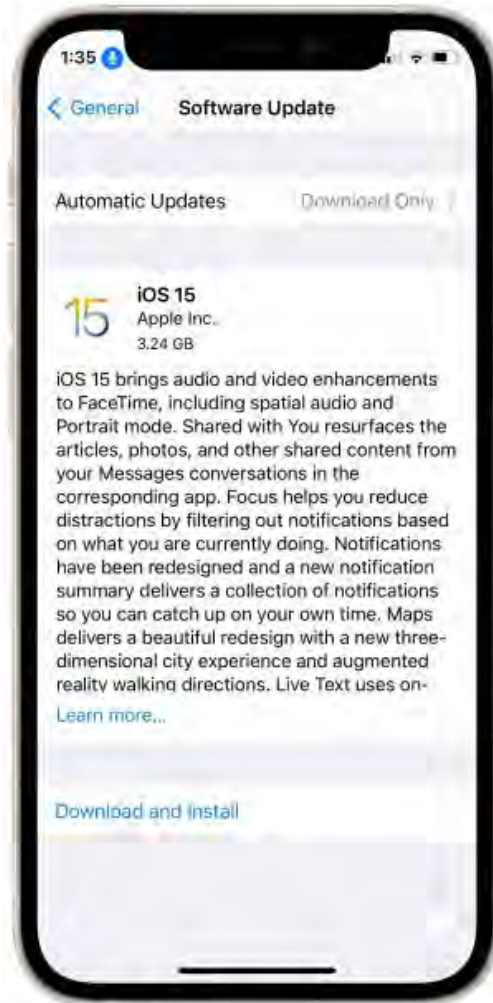 1:35
General
Software Update
Automatic Updates
Download Only
15
iOS 15
Apple Inc.
3.24 GB
iOS 15 brings audio and video enhancements
to FaceTime, including spatial audio and
Portrait mode. Shared with You resurfaces the
articles, photos, and other shared content from
your Messages conversations in the
corresponding app. Focus helps you reduce
distractions by filtering out notifications based
on what you are currently doing. Notifications
have been redesigned and a new notification
summary delivers a collection of notifications
so you can catch up on your own time. Maps
delivers a beautiful redesign with a new three-
dimensional city experience and augmented
reality walking directions. Live Text uses on-
Learn more...
Download and Install